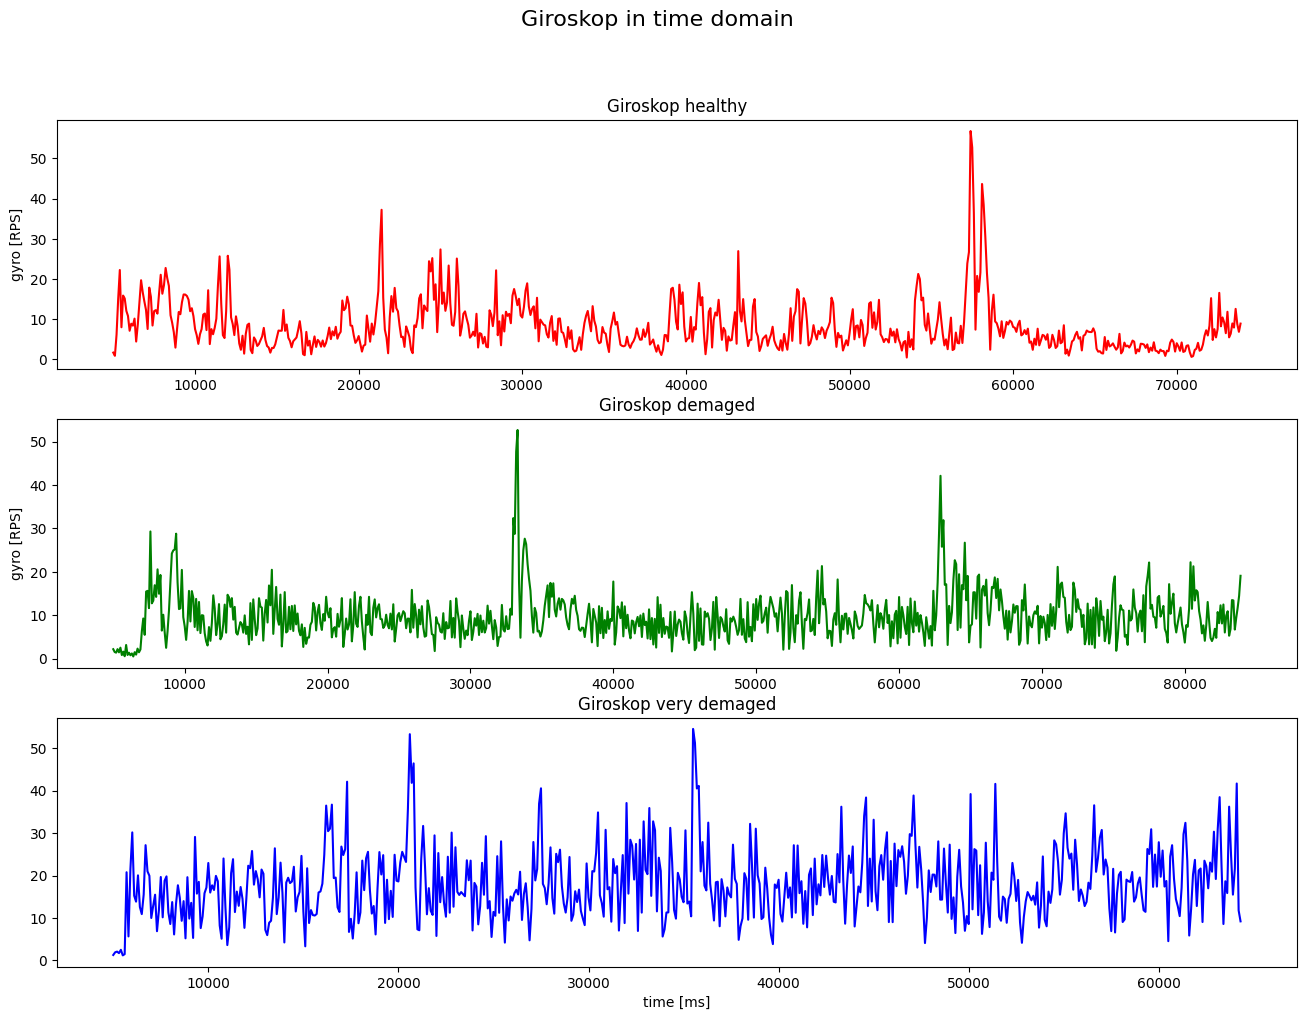 Giroskop in time domain
Giroskop healthy
gyro [RPS]
50
40
30
20
10
0
10000 20000 30000 40000 50000 60000 70000
Giroskop demaged
gyro [RPS]
50
40
30
20
10
0
10000 20000 30000 40000 50000 60000 70000 80000
Giroskop very demaged
50
40
30
20
10
0
10000 20000 30000 40000 50000 60000
time [ms]